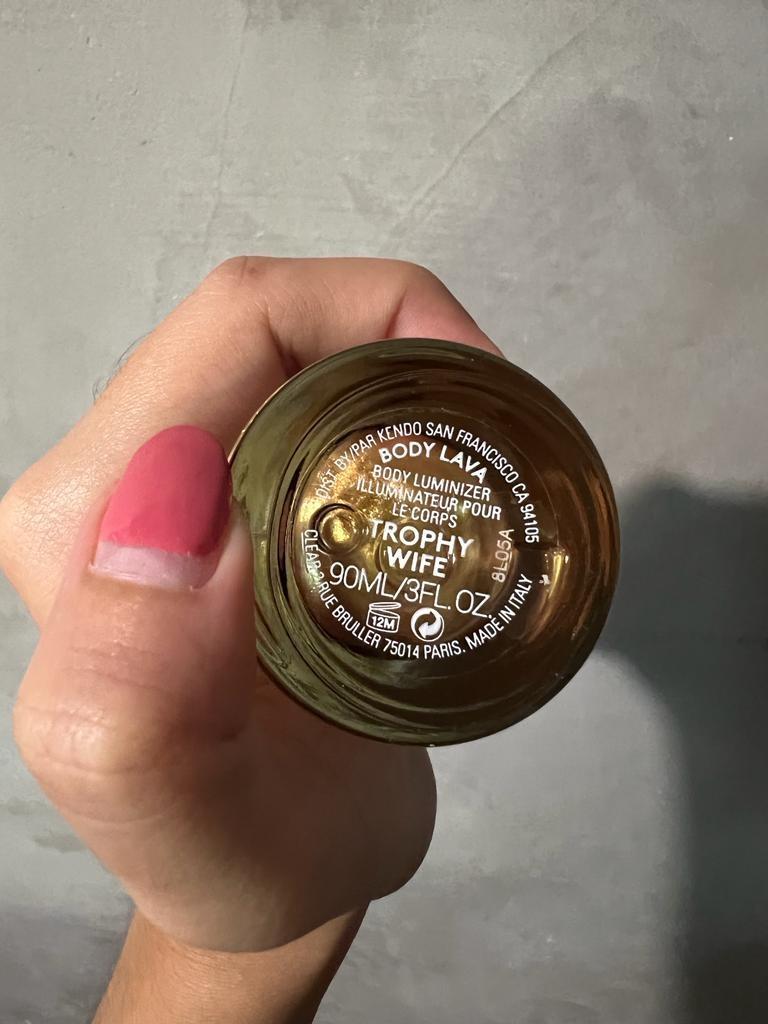 DIST. BY/PAR KENDO SAN FRANCISCO CA 94105
BODY LAVA
BODY LUMINIZER
ILLUMINATEUR POUR
LE CORPS
TROPHY
WIFE
8L05A
90ML/3FL. OZ.
12M
RUE BRULLER 75014 PARIS. MADE IN ITALY